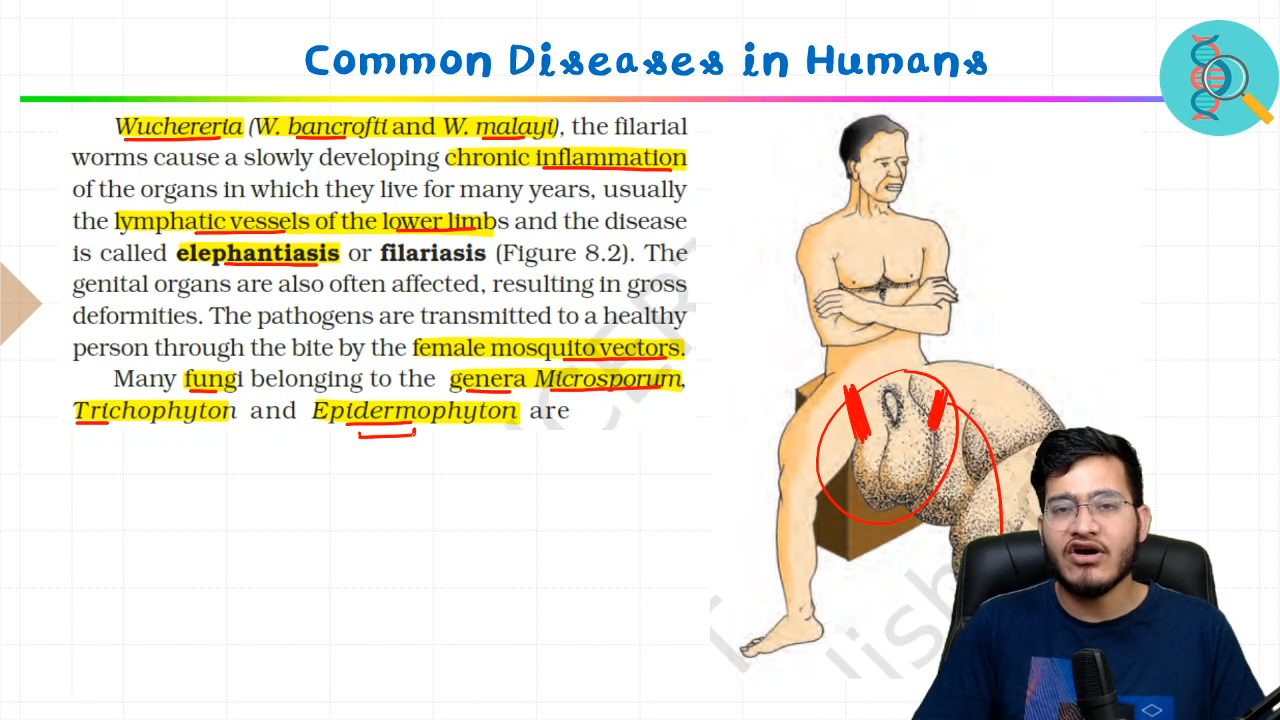 Common Diseases in Humans
Wuchereria (W. bancrofti and W. malayi), the filarial
worms cause a slowly developing chronic inflammation
of the organs in which they live for many years, usually
the lymphatic vessels of the lower limbs and the disease
is called elephantiasis or filariasis (Figure 8.2). The
genital organs are also often affected, resulting in gross
deformities. The pathogens are transmitted to a healthy
person through the bite by the female mosquito vectors.
Many fungi belonging to the genera Microsporum,
Trichophyton and Epidermophyton are